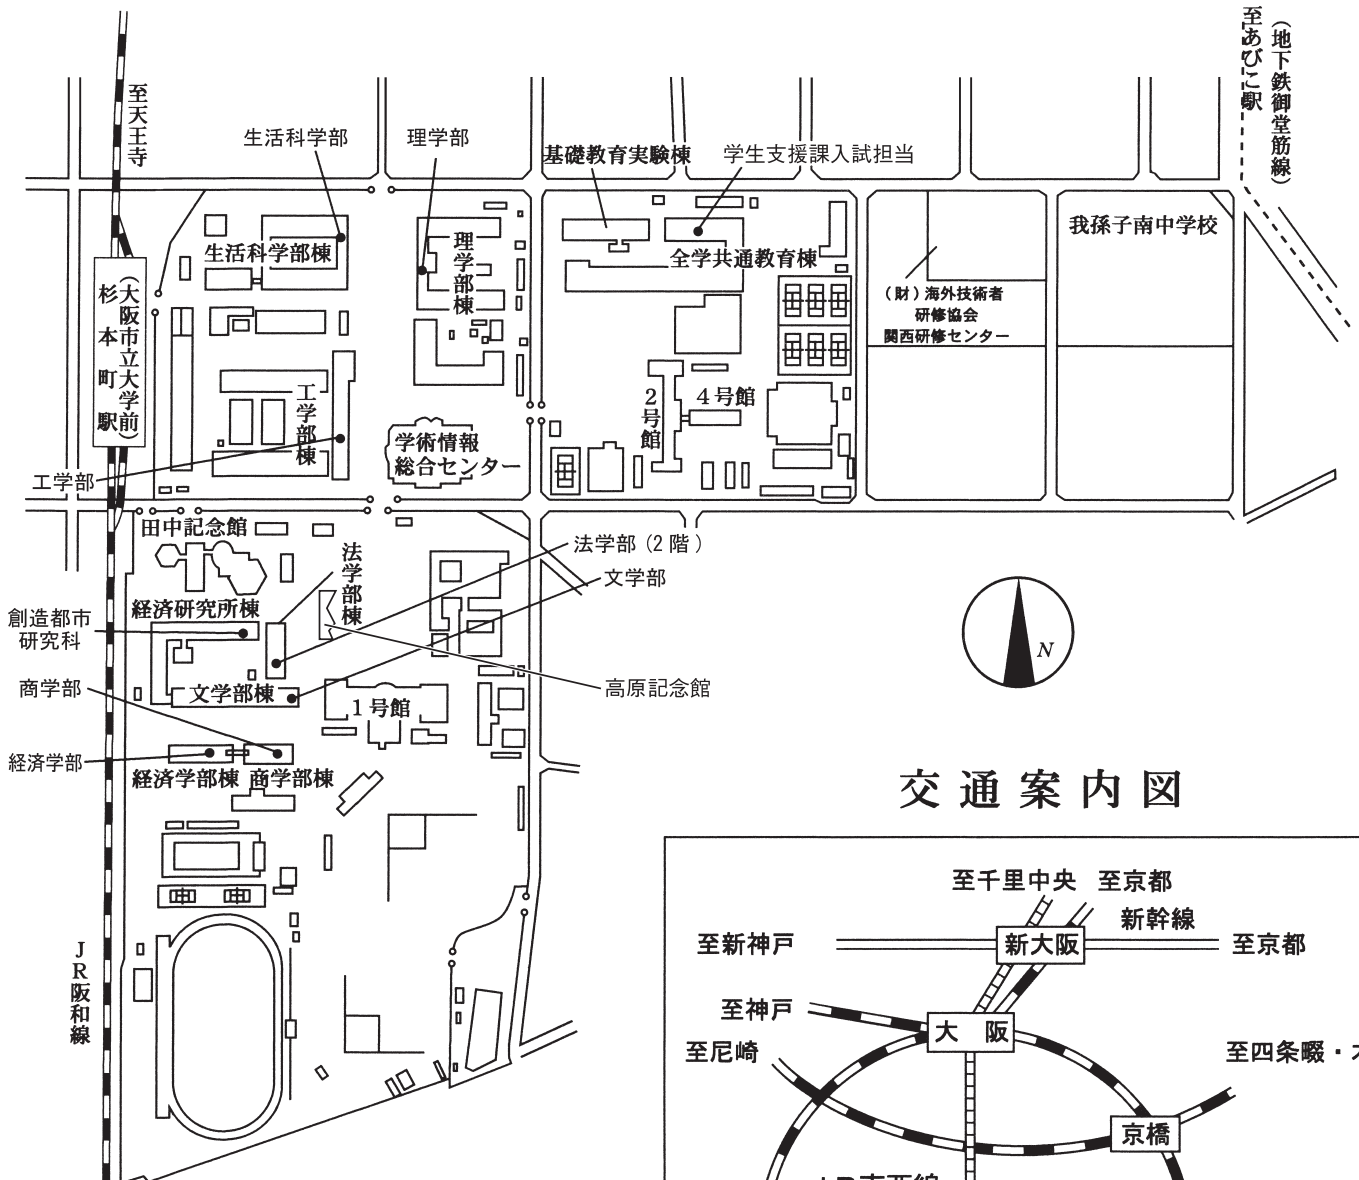 至天王寺
至あびこ駅
(地下鉄御堂筋線)
生活科学部
理学部
基礎教育実験棟
学生支援課入試担当
生活科学部棟
理学部棟
全学共通教育棟
我孫子南中学校
(財)海外技術者
研修協会
関西研修センター
(大阪市立大学前)
杉本町駅
工学部棟
2号館
4号館
学術情報
総合センター
工学部
田中記念館
法学部棟
法学部(2階)
文学部
経済研究所棟
創造都市
研究科
商学部
文学部棟
高原記念館
1号館
経済学部
経済学部棟
商学部棟
N
JR阪和線
交通案内図
至千里中央
至京都
新幹線
至新神戸
新大阪
至京都
至神戸
大阪
至尼崎
至四条畷・
京橋